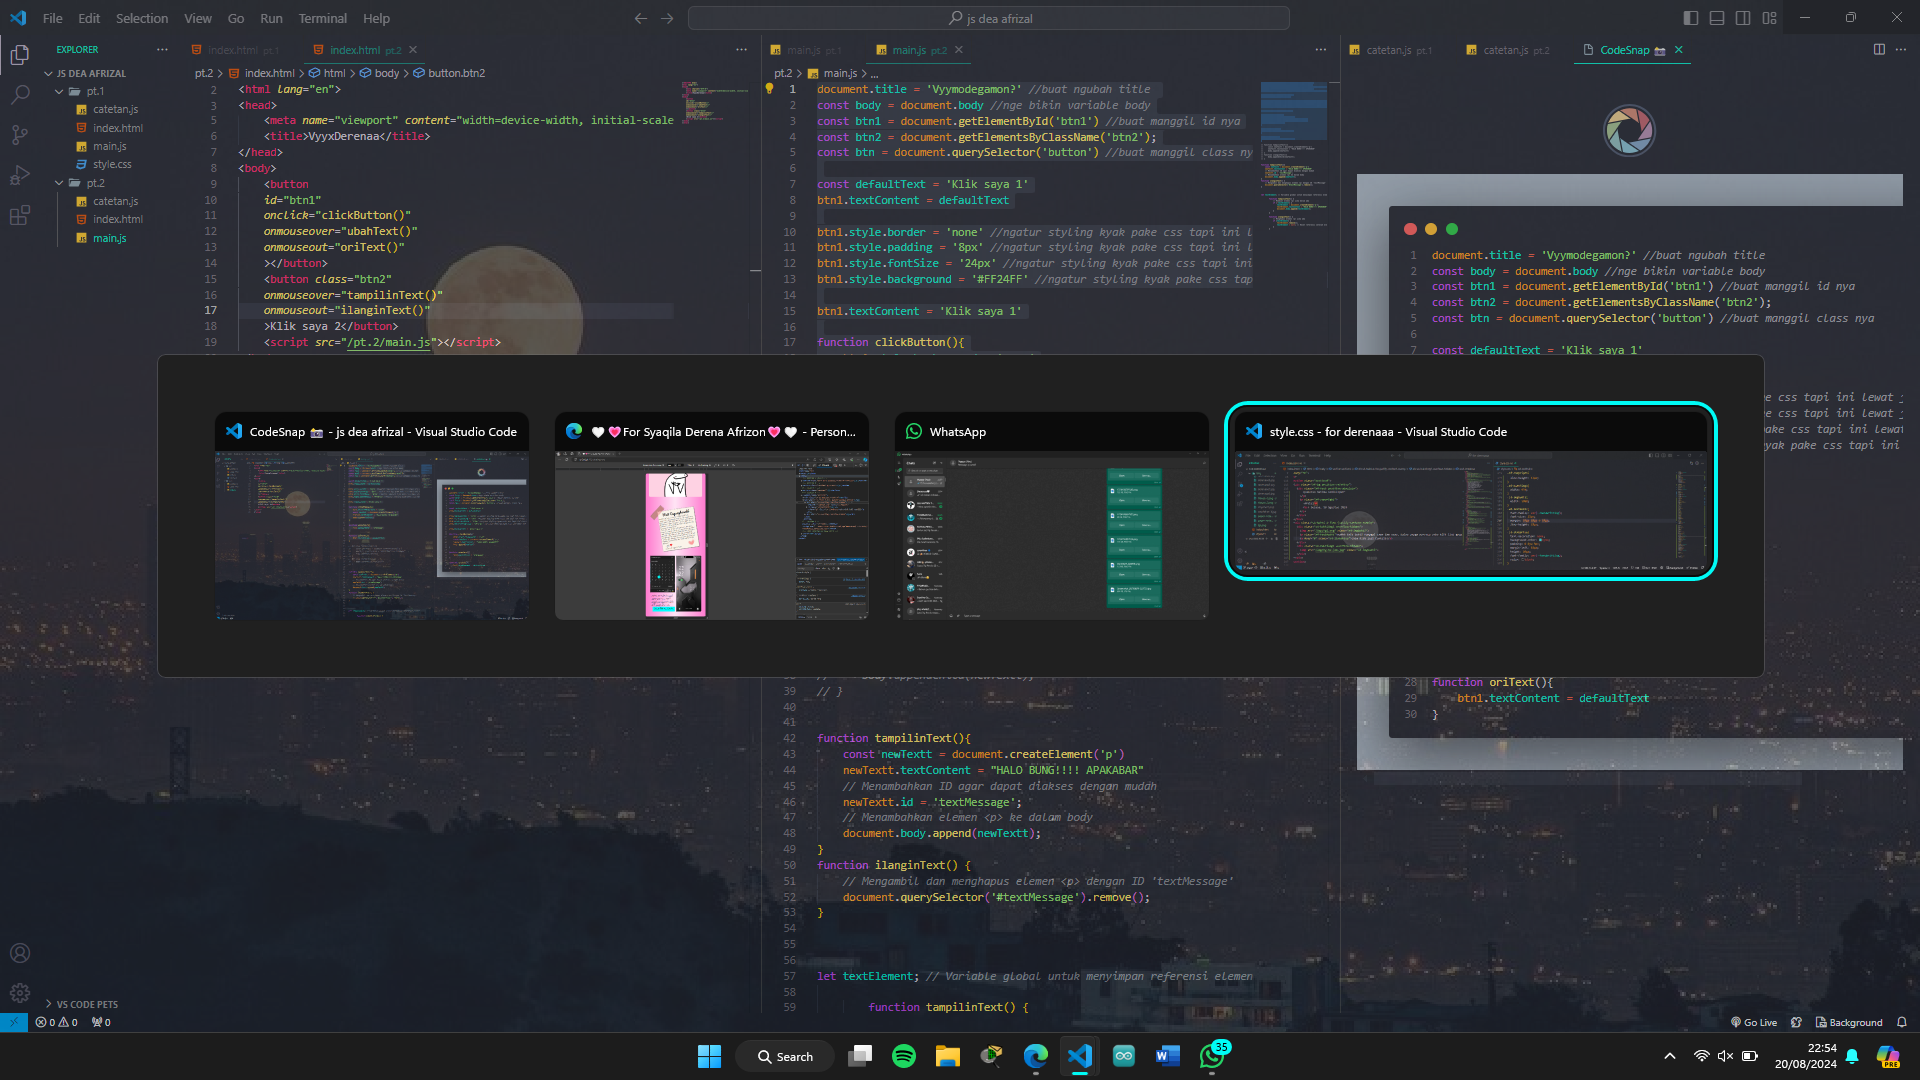 File Edit Selection View Go Run Terminal Help
js dea afrizal
EXPLORER
JS DEA AFRIZAL
pt.1
catetan.js
index.html
main.js
style.css
pt.2
catetan.js
index.html
main.js
VS CODE PETS
index.html pt.1
index.html pt.2
pt.2 > index.html > html > body > button.btn2
2 <html lang="en">
3 <head>
5 <meta name="viewport" content="width=device-width, initial-scale
6 <title>VyyxDerenaa</title>
7 </head>
8 <body>
9 <button
10 id="btn1"
11 onclick="clickButton()"
12 onmouseover="ubahText()"
13 onmouseout="oriText()"
14 ></button>
15 <button class="btn2"
16 onmouseover="tampilinText()"
17 onmouseout="ilanginText()"
18 >Klik saya 2</button>
19 <script src="/pt.2/main.js"></script>
main.js pt.1
main.js pt.2
pt.2 > main.js > ...
1 document.title = 'Vyymodegamon?' //buat ngubah title
2 const body = document.body //nge bikin variable body
3 const btn1 = document.getElementById('btn1') //buat manggil id nya
4 const btn2 = document.getElementsByClassName('btn2');
5 const btn = document.querySelector('button') //buat manggil class ny
6
7 const defaultText = 'Klik saya 1'
8 btn1.textContent = defaultText
9
10 btn1.style.border = 'none' //ngatur styling kyak pake css tapi ini l
11 btn1.style.padding = '8px' //ngatur styling kyak pake css tapi ini l
12 btn1.style.fontSize = '24px' //ngatur styling kyak pake css tapi ini
13 btn1.style.background = '#FF24FF' //ngatur styling kyak pake css tap
14
15 btn1.textContent = 'Klik saya 1'
16
17 function clickButton(){
39 // }
40
41
42 function tampilinText(){
43 const newTextt = document.createElement('p')
44 newTextt.textContent = "HALO BUNG!!!! APAKABAR"
45 // Menambahkan ID agar dapat diakses dengan mudah
46 newTextt.id = 'textMessage';
47 // Menambahkan elemen <p> ke dalam body
48 document.body.append(newTextt);
49 }
50 function ilanginText() {
51 // Mengambil dan menghapus elemen <p> dengan ID 'textMessage'
52 document.querySelector('#textMessage').remove();
53 }
54
55
56
57 let textElement; // Variable global untuk menyimpan referensi elemen
58
59 function tampilinText() {
catetan.js pt.1
catetan.js pt.2
CodeSnap 📸
1 document.title = 'Vyymodegamon?' //buat ngubah title
2 const body = document.body //nge bikin variable body
3 const btn1 = document.getElementById('btn1') //buat manggil id nya
4 const btn2 = document.getElementsByClassName('btn2');
5 const btn = document.querySelector('button') //buat manggil class nya
6
7 const defaultText = 'Klik saya 1'
e css tapi ini lewat
e css tapi ini lewat
ke css tapi ini lewat
yak pake css tapi ini
28 function oriText(){
29 btn1.textContent = defaultText
30 }
CodeSnap 📸 - js dea afrizal - Visual Studio Code
🤍💗For Syaqila Derena Afrizon💗🤍 - Person...
WhatsApp
style.css - for derenaaa - Visual Studio Code
0 0 0
Go Live
Background
Search
35
22:54
20/08/2024
PRE